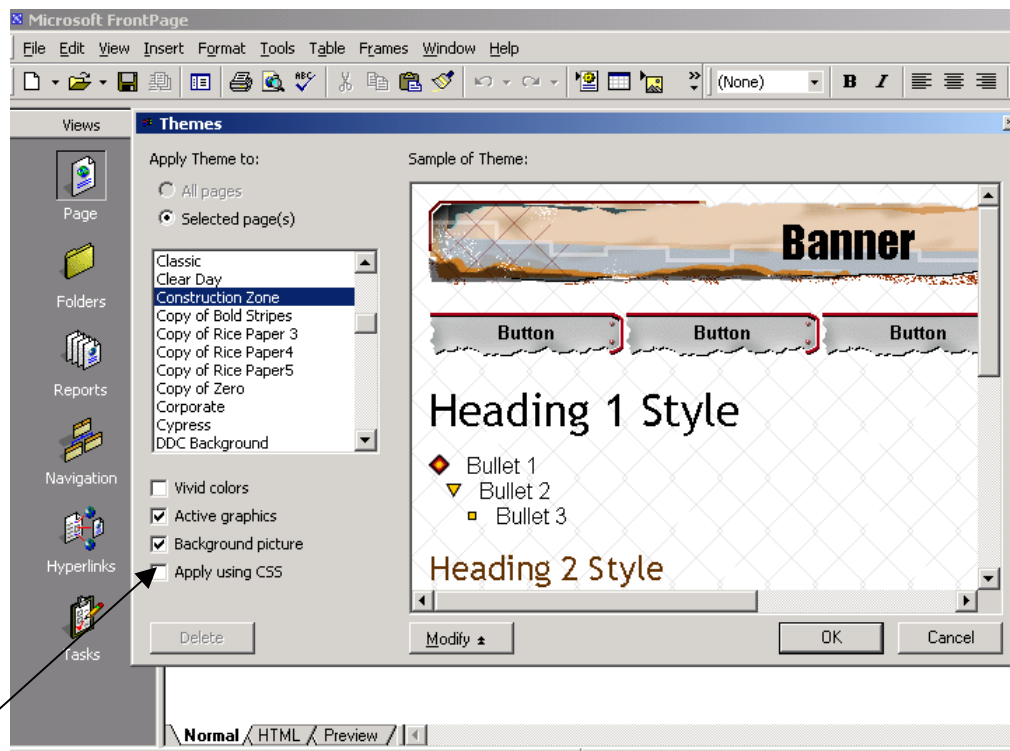 Microsoft FrontPage
File Edit View Insert Format Tools Table Frames Window Help
ABC
(None) B I
Views
Page
Folders
Reports
Navigation
Hyperlinks
Tasks
Themes
Apply Theme to:
All pages
Selected page(s)
Classic
Clear Day
Construction Zone
Copy of Bold Stripes
Copy of Rice Paper 3
Copy of Rice Paper4
Copy of Rice Paper5
Copy of Zero
Corporate
Cypress
DDC Background
Vivid colors
Active graphics
Background picture
Apply using CSS
Delete
Sample of Theme:
Banner
Button Button Button
Heading 1 Style
Bullet 1
Bullet 2
Bullet 3
Heading 2 Style
Modify OK Cancel
Normal HTML Preview